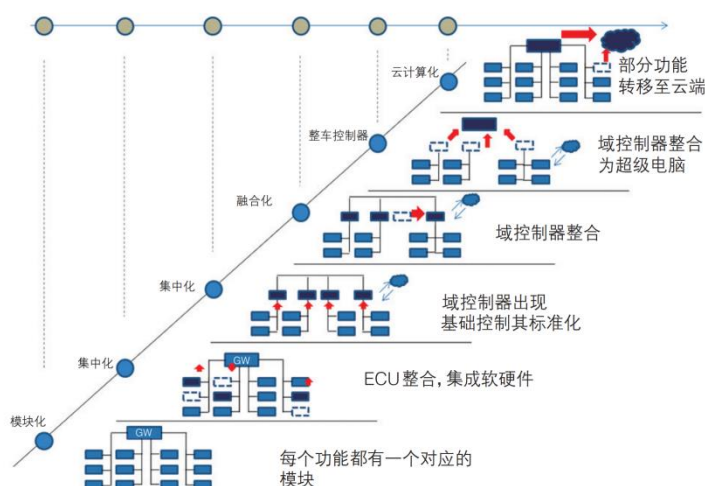 云计算化
部分功能
转移至云端
整车控制器
域控制器整合
为超级电脑
融合化
域控制器整合
集中化
域控制器出现
基础控制其标准化
GW
集中化
ECU整合,集成软硬件
模块化
GW
每个功能都有一个对应的
模块